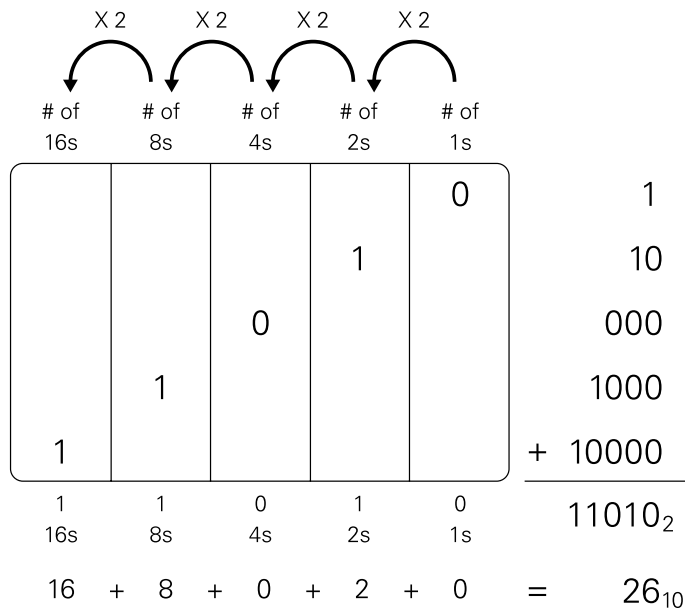 X 2 X 2 X 2 X 2
# of # of # of # of # of
16s 8s 4s 2s 1s
0 1
1 10
0 000
1 1000
1 + 10000
1 1 0 1 0 11010₂
16s 8s 4s 2s 1s
16 + 8 + 0 + 2 + 0 = 26₁₀